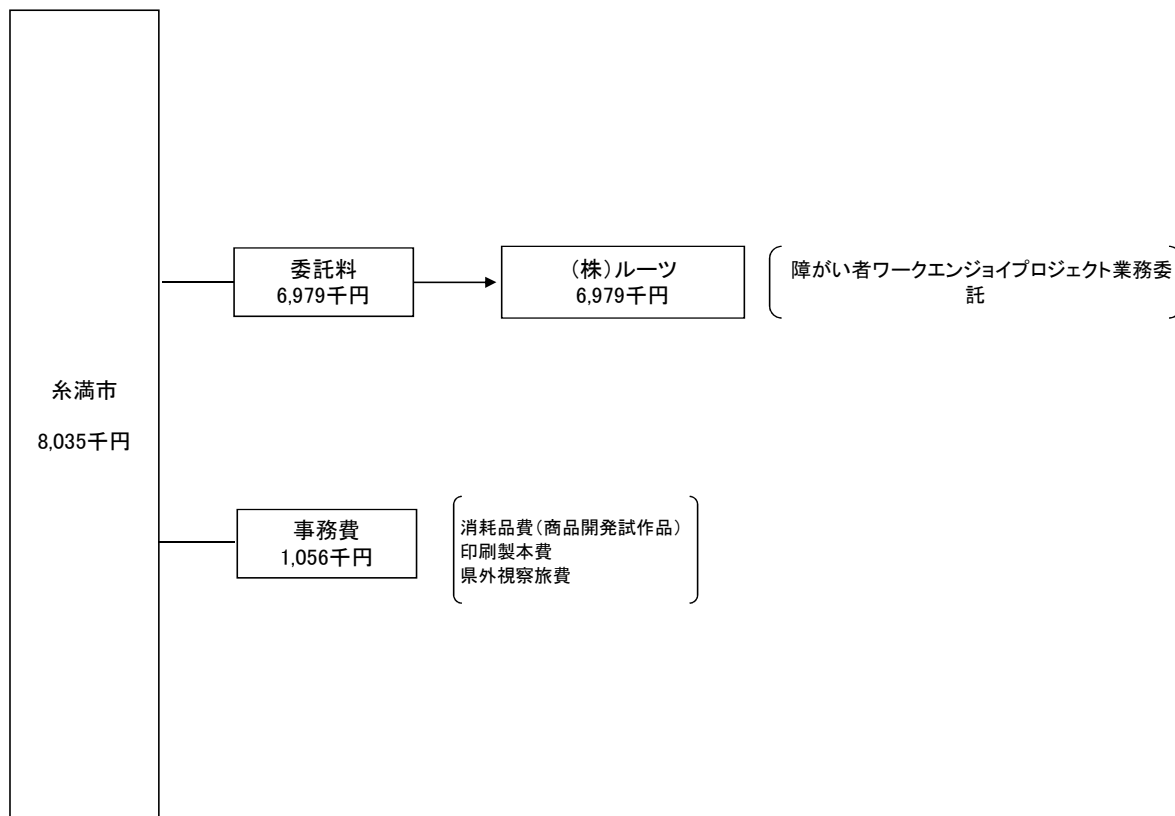 糸満市
8,035千円
委託料
6,979千円
(株)ルーツ
6,979千円
障がい者ワークエンジョイプロジェクト業務委
託
事務費
1,056千円
消耗品費(商品開発試作品)
印刷製本費
県外視察旅費